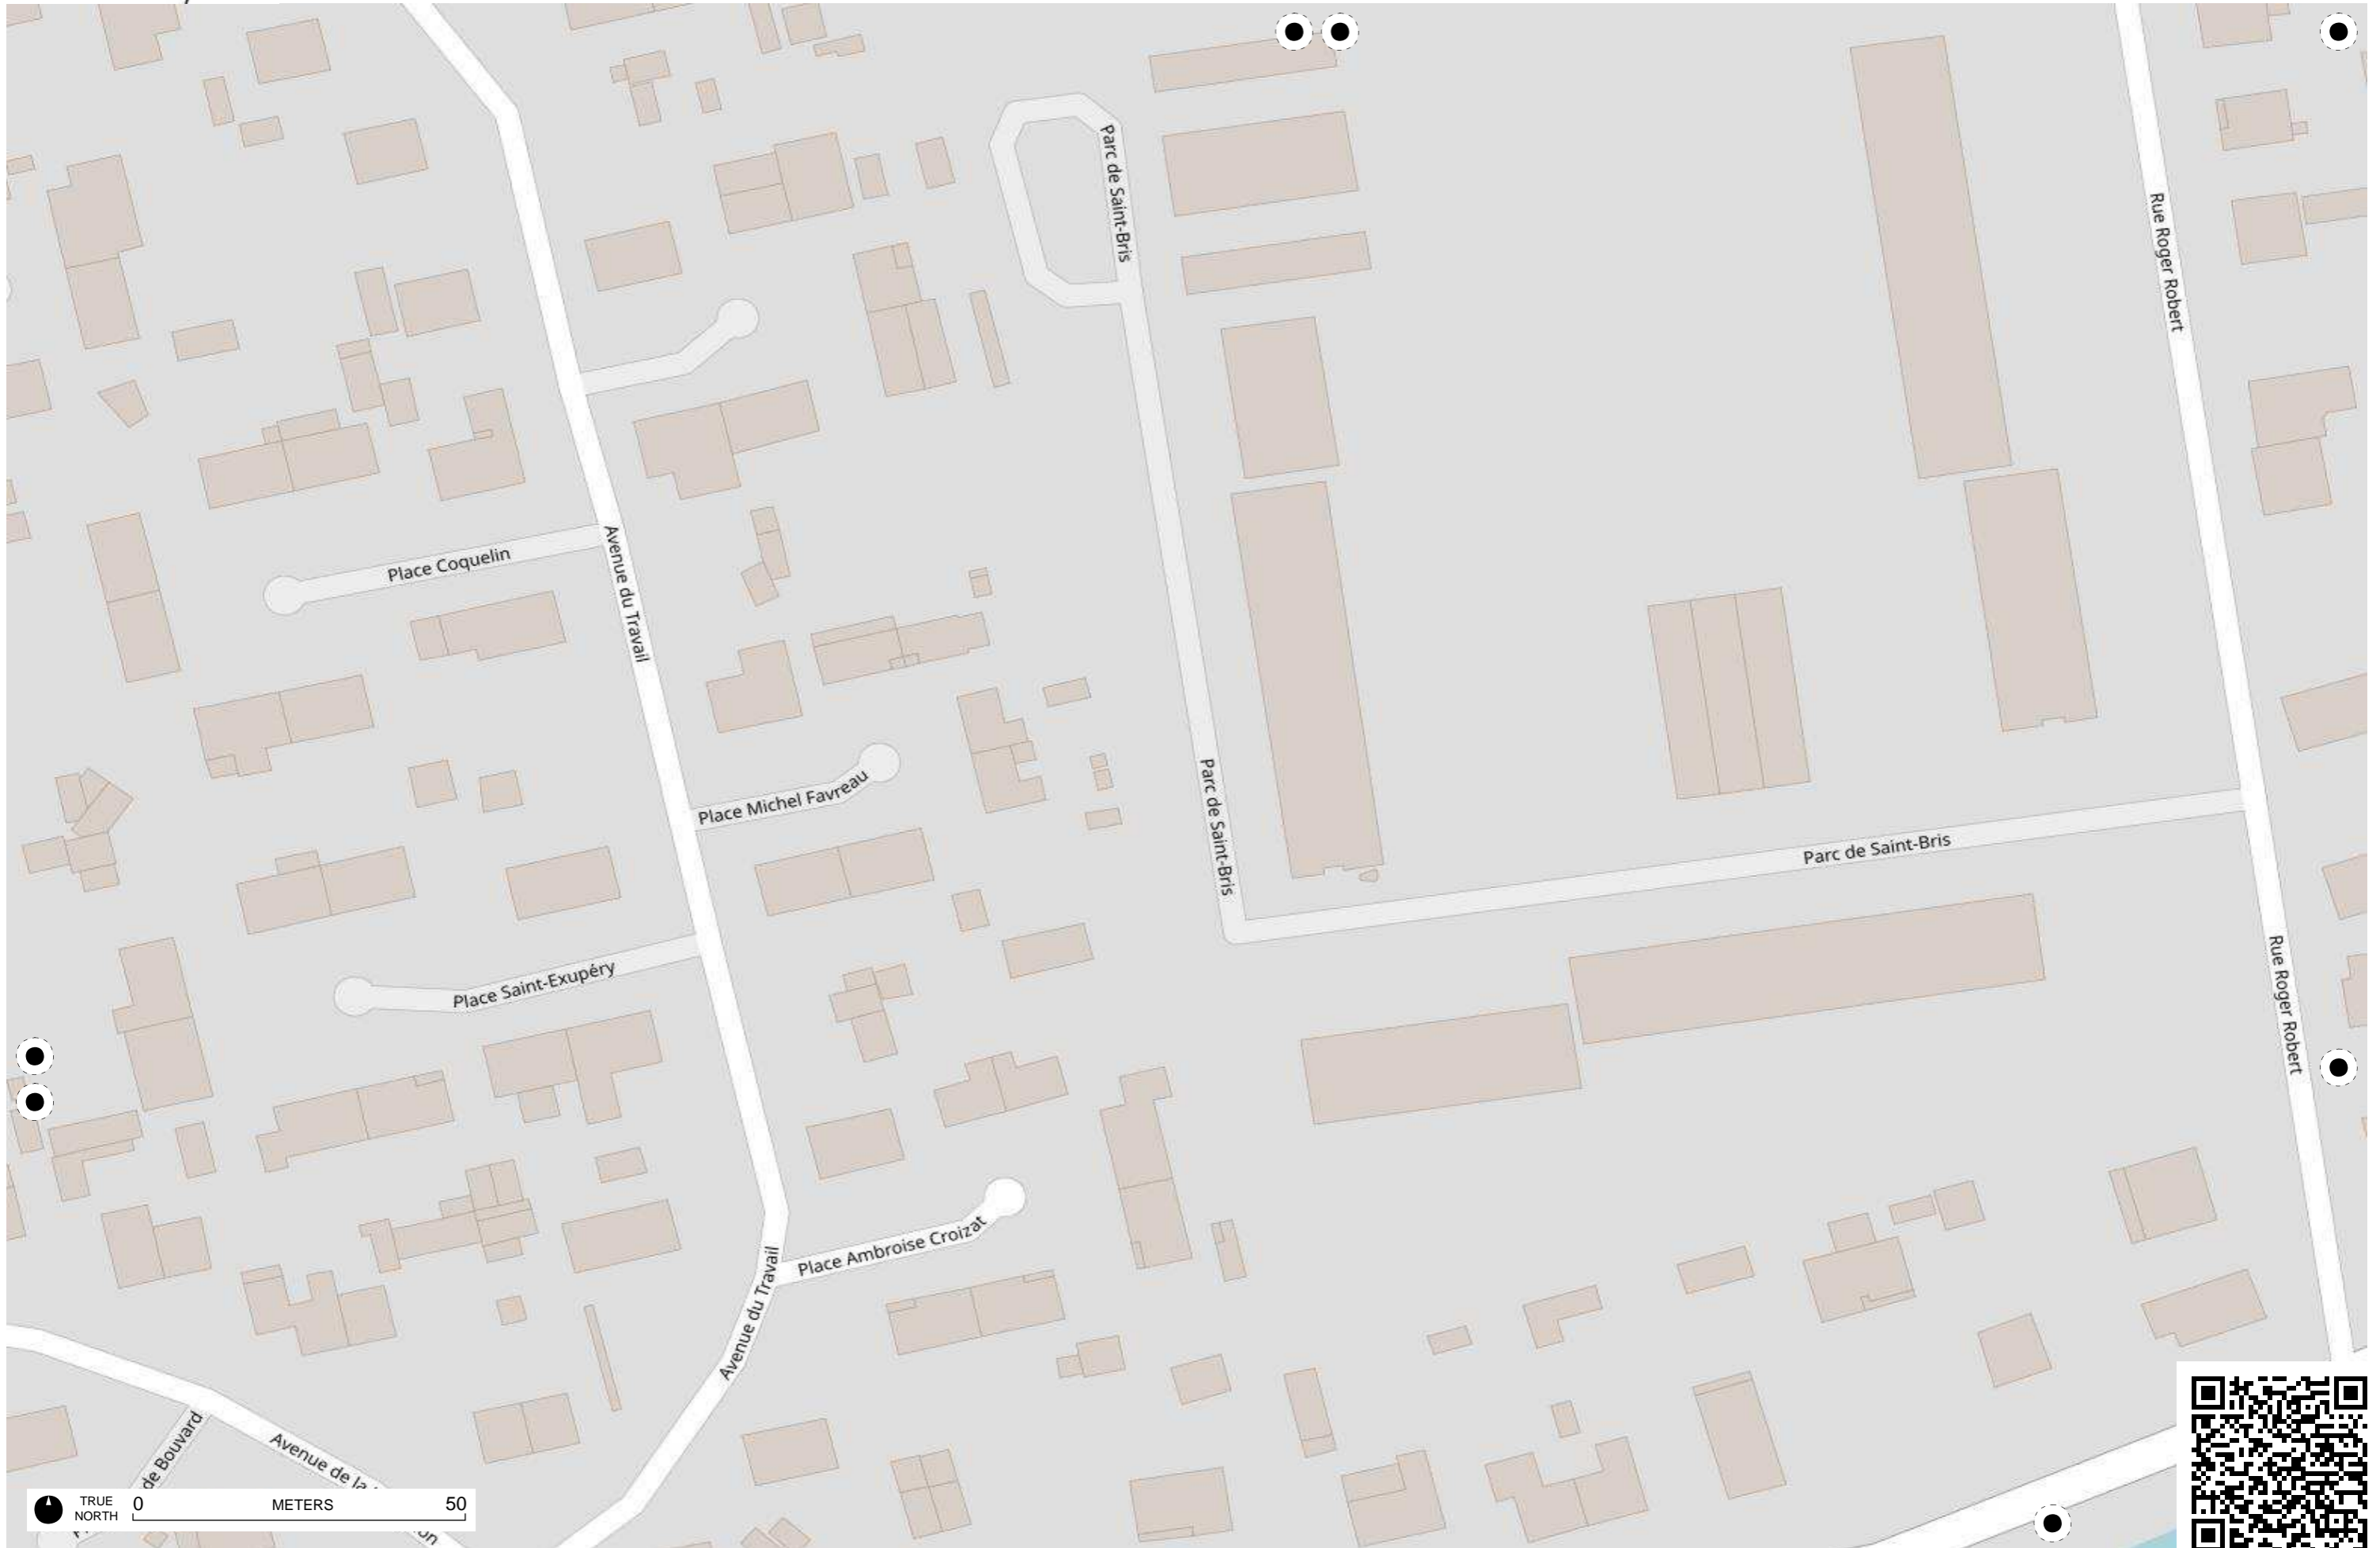 Parc de Saint-Bris
Rue Roger Robert
Place Coquelin
Avenue du Travail
Place Michel Favreau
Parc de Saint-Bris
Parc de Saint-Bris
Place Saint-Exupéry
Rue Roger Robert
Place Ambroise Croizat
Avenue du Travail
de Bouvard
Avenue de la
TRUE
NORTH
0 METERS 50